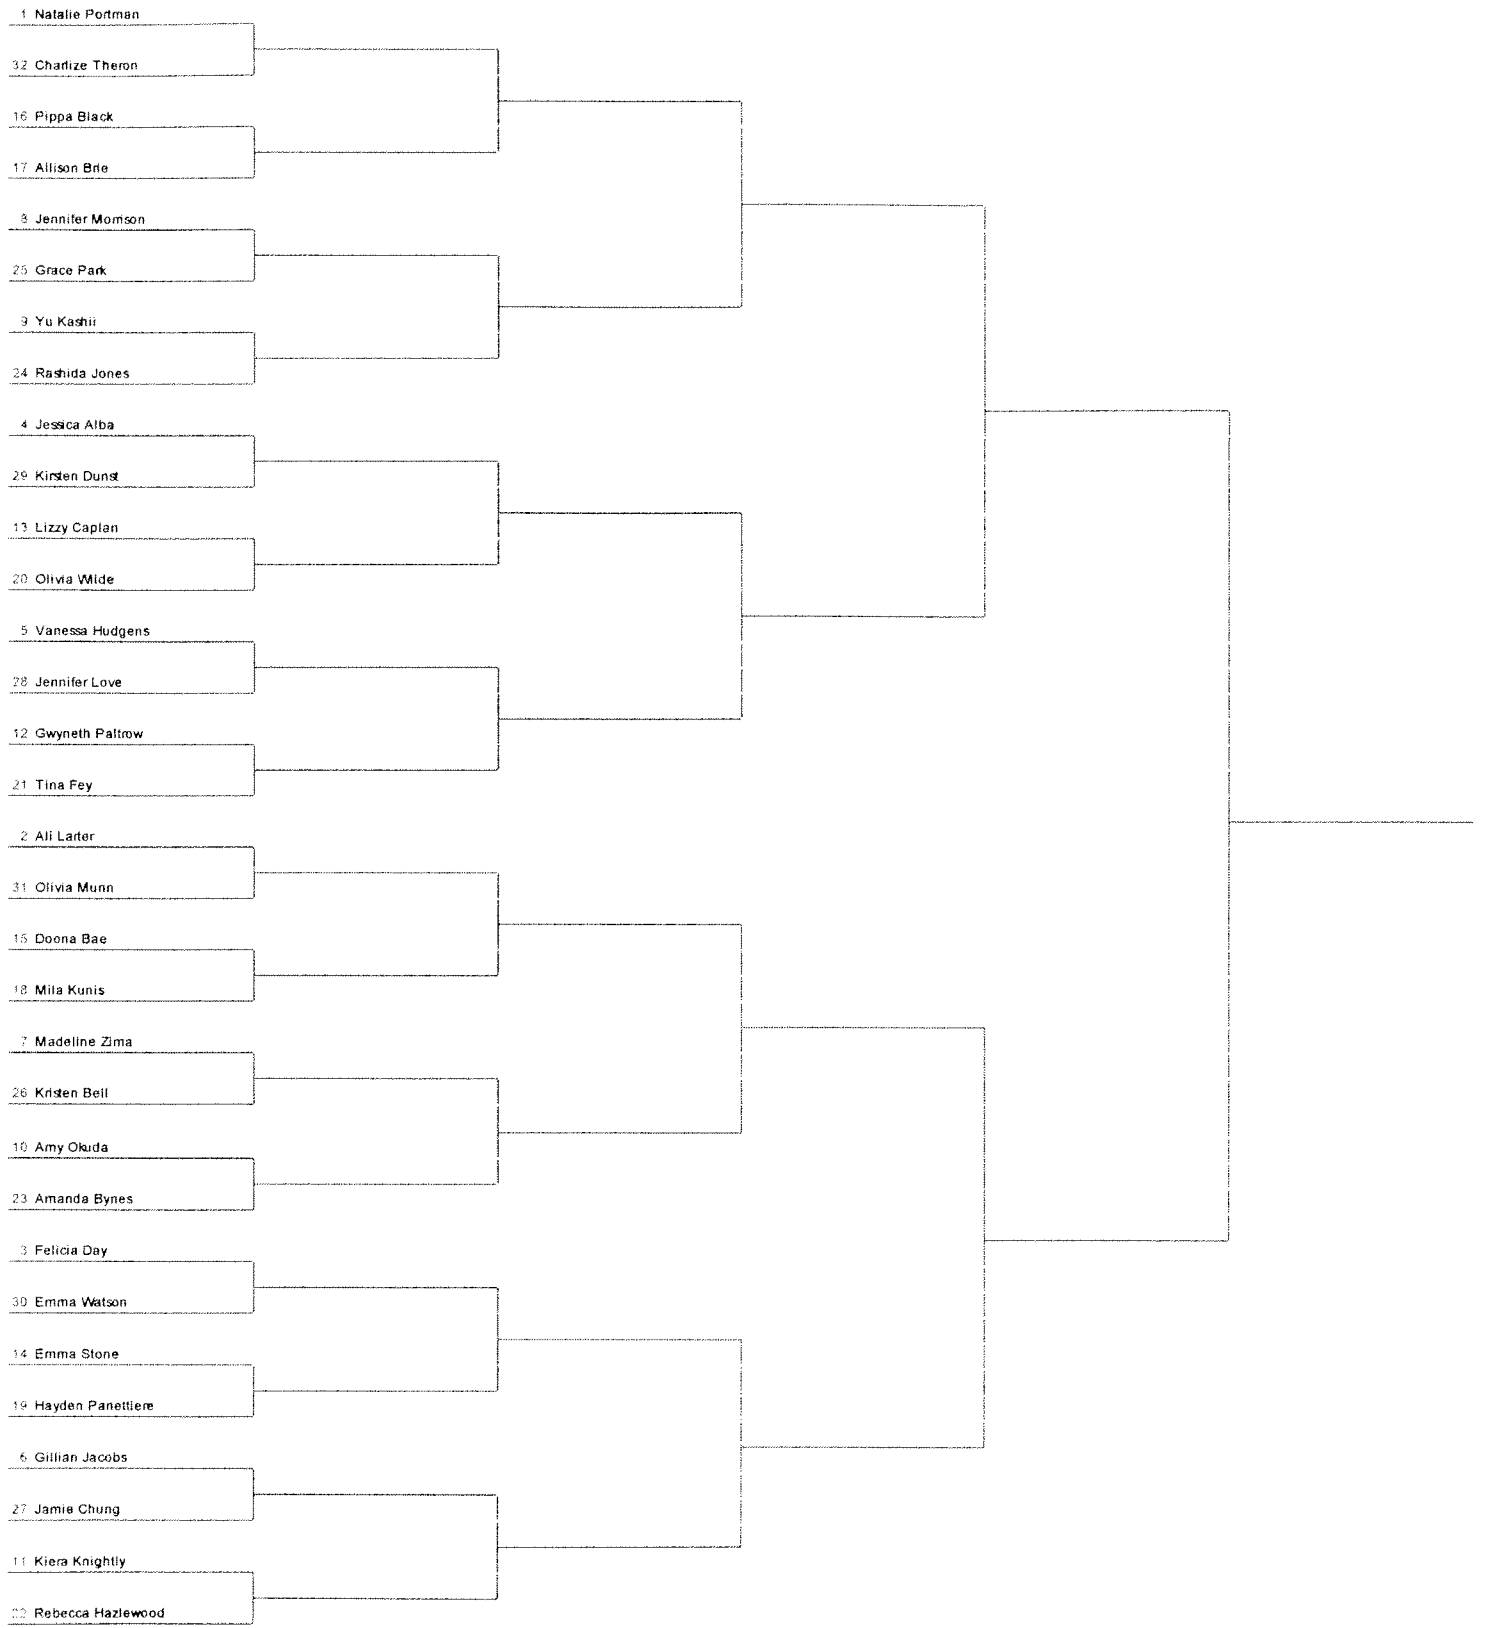 1 Natalie Portman
32 Charlize Theron
16 Pippa Black
17 Allison Brie
8 Jennifer Morrison
25 Grace Park
9 Yu Kashii
24 Rashida Jones
4 Jessica Alba
29 Kirsten Dunst
13 Lizzy Caplan
20 Olivia Wilde
5 Vanessa Hudgens
28 Jennifer Love
12 Gwyneth Paltrow
21 Tina Fey
2 Ali Larter
31 Olivia Munn
15 Doona Bae
18 Mila Kunis
7 Madeline Zima
26 Kristen Bell
10 Amy Okuda
23 Amanda Bynes
3 Felicia Day
30 Emma Watson
14 Emma Stone
19 Hayden Panettiere
6 Gillian Jacobs
27 Jamie Chung
11 Kiera Knightly
22 Rebecca Hazlewood